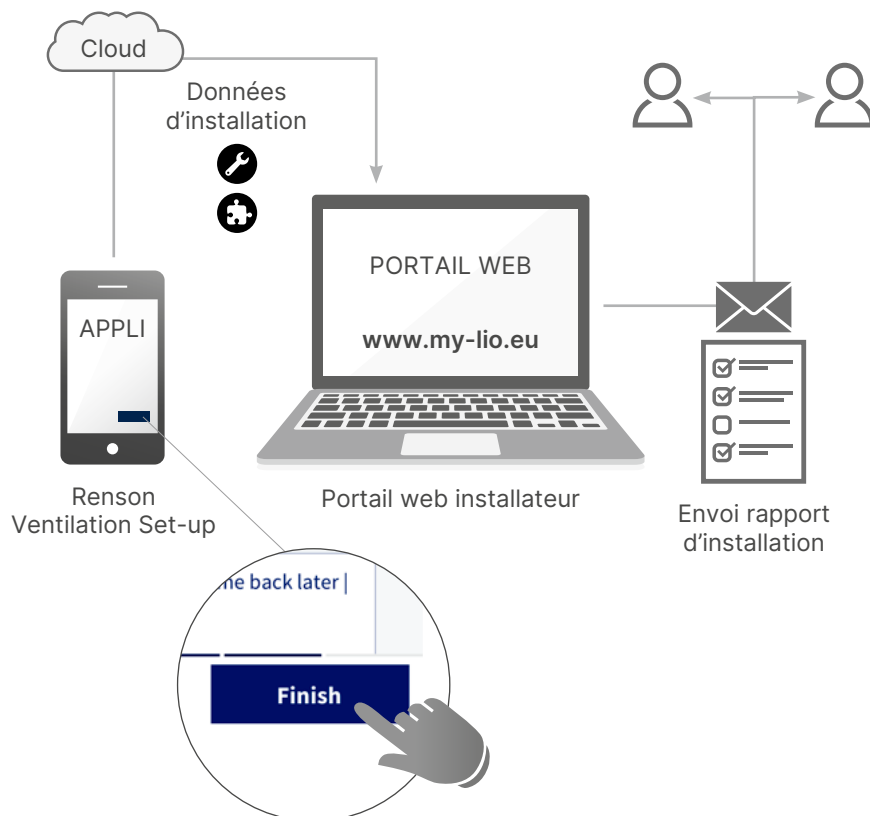 Cloud
Données
d’installation
PORTAIL WEB
www.my-lio.eu
APPLI
Renson
Ventilation Set-up
Portail web installateur
Envoi rapport
d’installation
me back later |
Finish